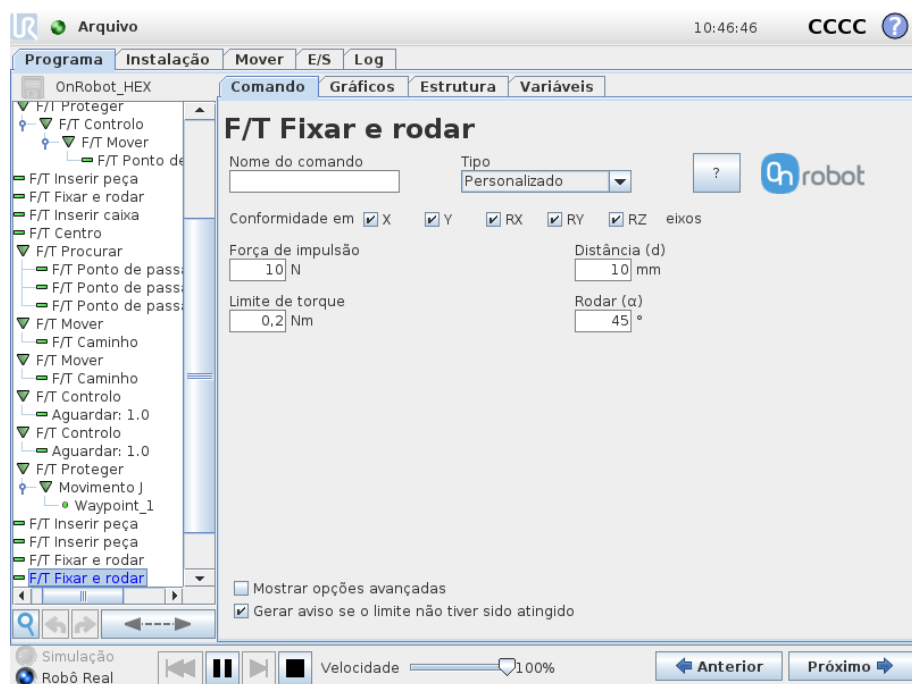 UR Arquivo 10:46:46 CCCC ?
Programa Instalação Mover E/S Log
OnRobot_HEX
Comando Gráficos Estrutura Variáveis
F/T Proteger
F/T Controlo
F/T Mover
F/T Ponto de
F/T Inserir peça
F/T Fixar e rodar
F/T Inserir caixa
F/T Centro
F/T Procurar
F/T Ponto de passa
F/T Ponto de passa
F/T Ponto de passa
F/T Mover
F/T Caminho
F/T Mover
F/T Caminho
F/T Controlo
Aguardar: 1.0
F/T Controlo
Aguardar: 1.0
F/T Proteger
Movimento J
Waypoint_1
F/T Inserir peça
F/T Inserir peça
F/T Fixar e rodar
F/T Fixar e rodar
F/T Fixar e rodar
Nome do comando Tipo
Personalizado ? On robot
Conformidade em X Y RX RY RZ eixos
Força de impulsão Distância (d)
10 N 10 mm
Limite de torque Rodar (α)
0,2 Nm 45 °
Mostrar opções avançadas
Gerar aviso se o limite não tiver sido atingido
Simulação
Robô Real
Velocidade 100%
Anterior Próximo